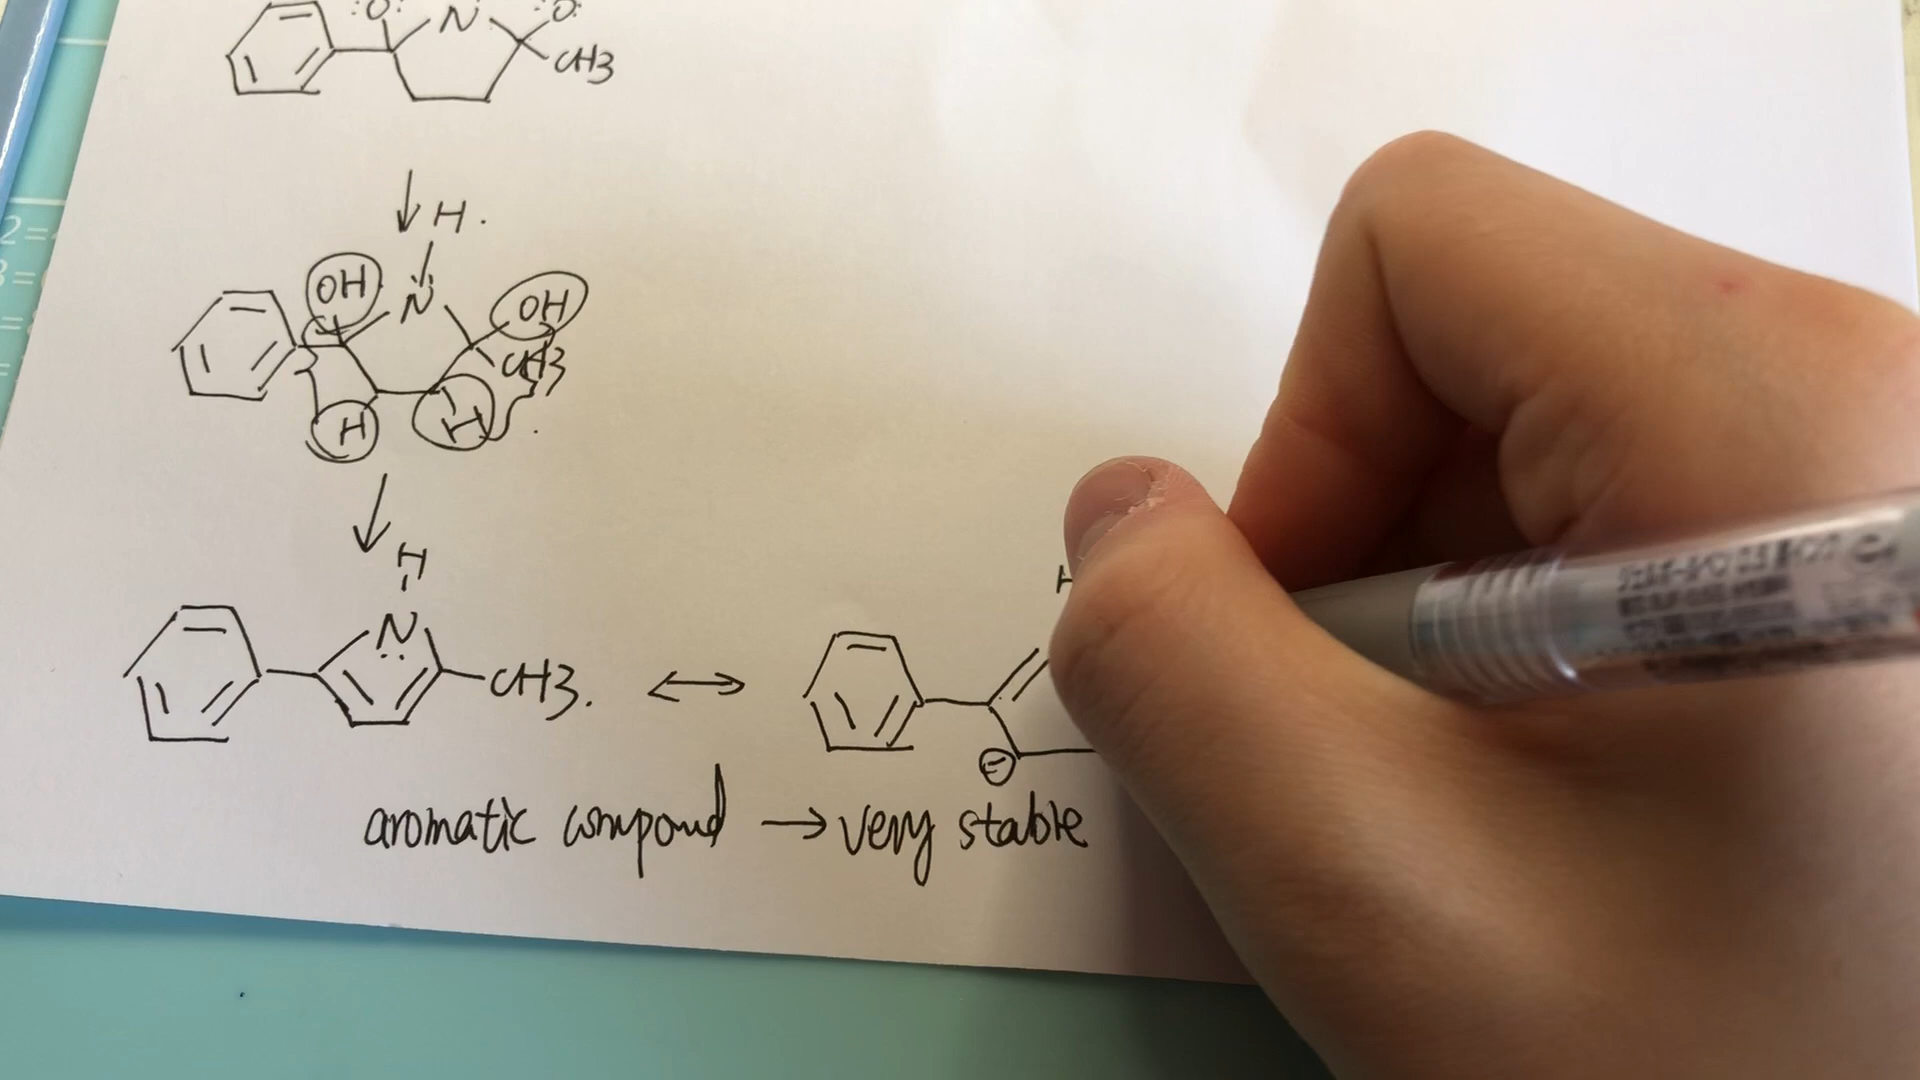 :O: N :O:
CH3
H.
OH N OH
CH3
H H
H
N
CH3.
H
aromatic compound → very stable